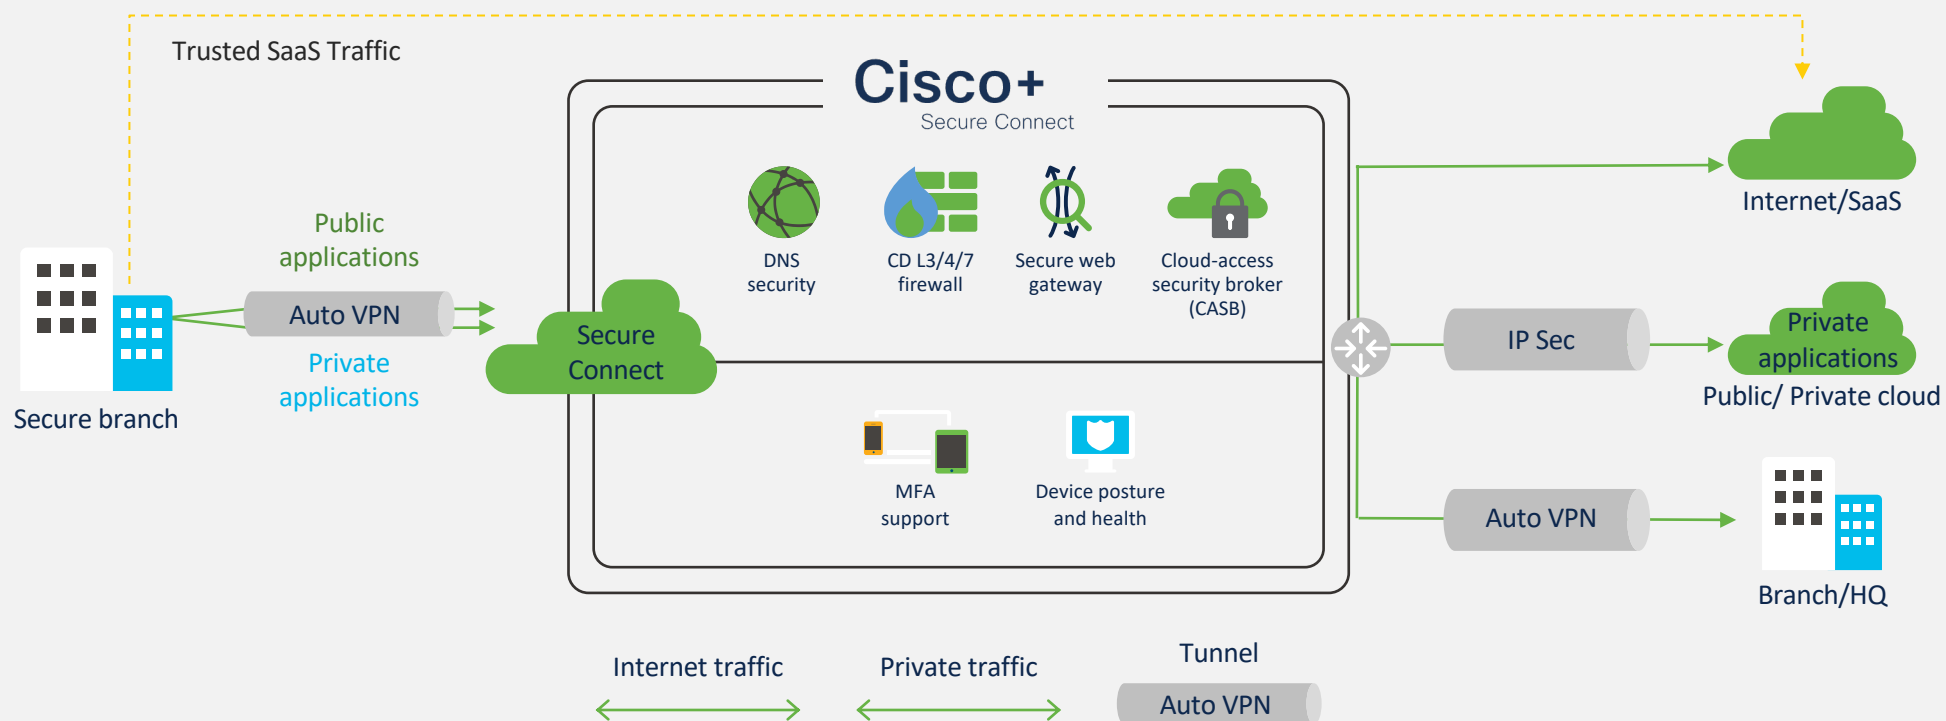 Trusted SaaS Traffic
Cisco+
Secure Connect
Public
applications
Auto VPN
Private
applications
Secure branch
Secure
Connect
DNS
security
CD L3/4/7
firewall
Secure web
gateway
Cloud-access
security broker
(CASB)
MFA
support
Device posture
and health
Internet/SaaS
IP Sec
Private
applications
Public/ Private cloud
Auto VPN
Branch/HQ
Internet traffic
Private traffic
Tunnel
Auto VPN